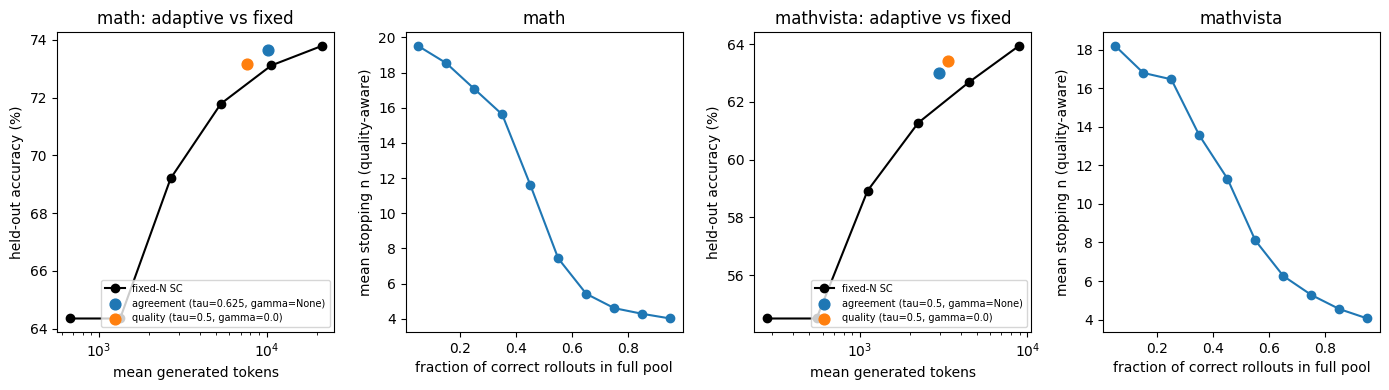 math: adaptive vs fixed
held-out accuracy (%)
74
72
70
68
66
64
fixed-N SC
agreement (tau=0.625, gamma=None)
quality (tau=0.5, gamma=0.0)
10³
10⁴
mean generated tokens
math
mean stopping n (quality-aware)
20
18
16
14
12
10
8
6
4
0.2
0.4
0.6
0.8
fraction of correct rollouts in full pool
mathvista: adaptive vs fixed
held-out accuracy (%)
64
62
60
58
56
fixed-N SC
agreement (tau=0.5, gamma=None)
quality (tau=0.5, gamma=0.0)
10³
10⁴
mean generated tokens
mathvista
mean stopping n (quality-aware)
18
16
14
12
10
8
6
4
0.2
0.4
0.6
0.8
fraction of correct rollouts in full pool